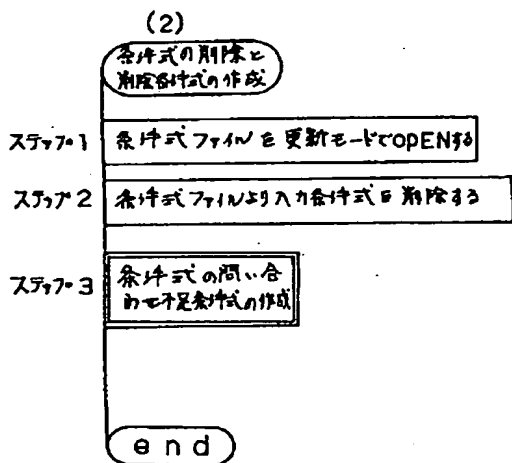 (2)
条件式の削除と
削除条件式の作成
ステップ1
条件式ファイルを更新モードでOPENする
ステップ2
条件式ファイルより入力条件式を削除する
ステップ3
条件式の問い合
わせ不足条件式の作成
end